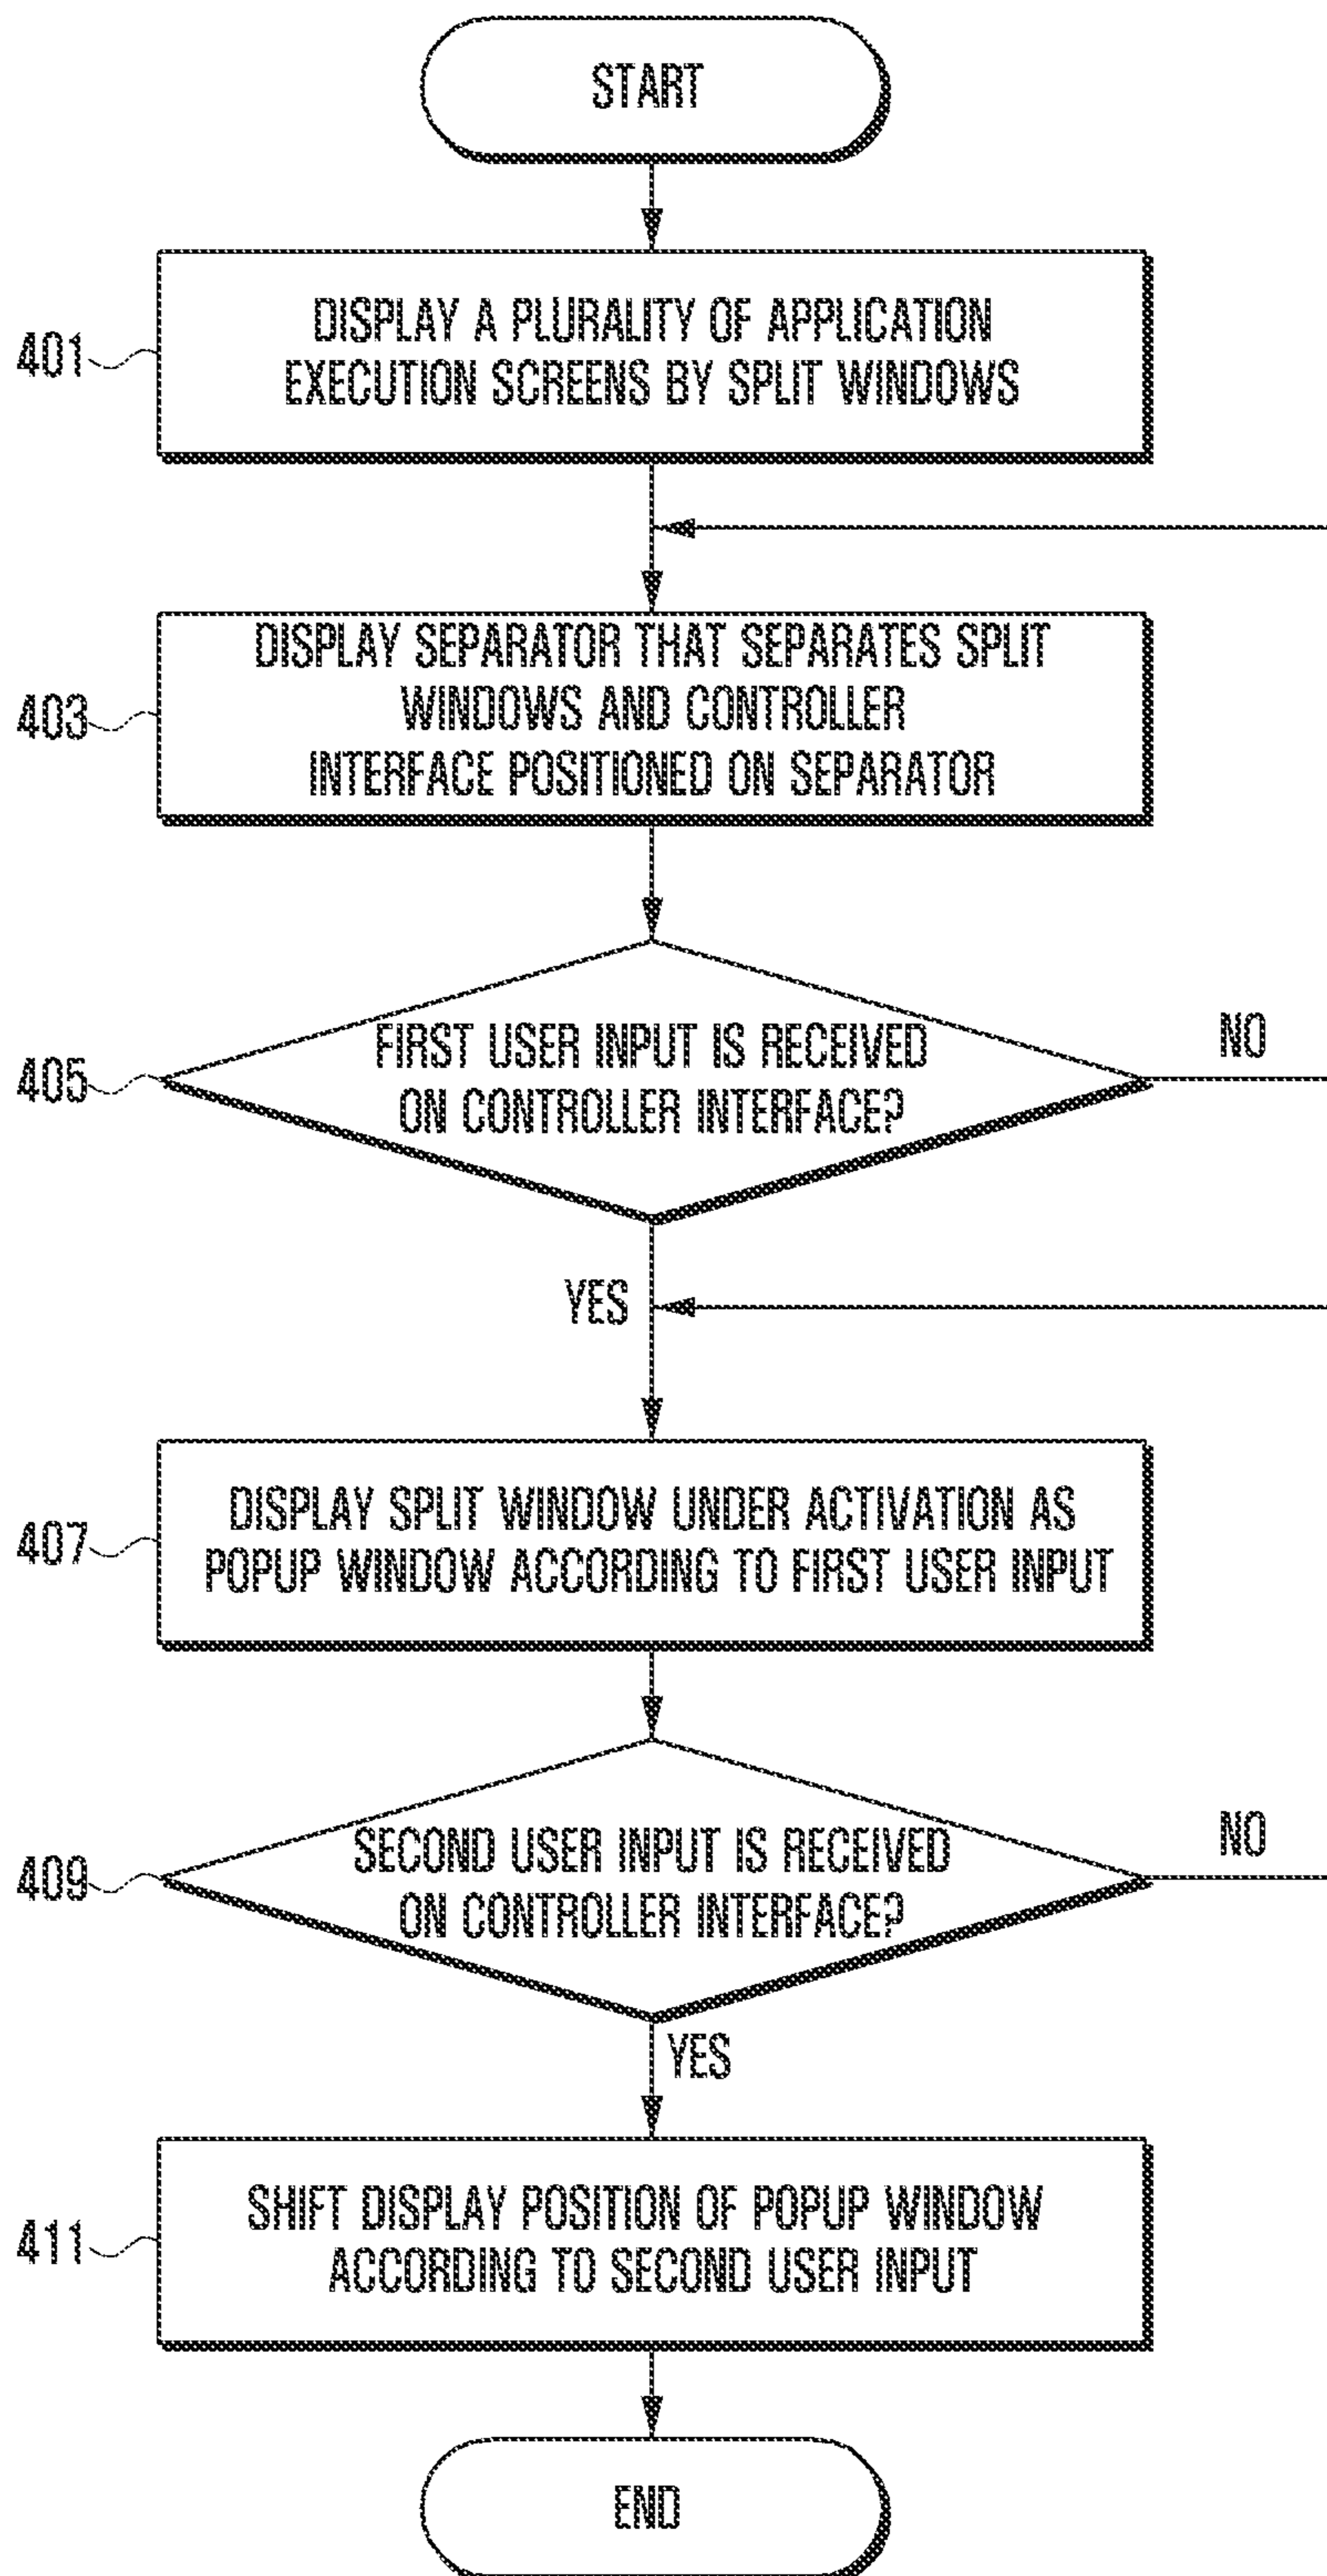 START
401
DISPLAY A PLURALITY OF APPLICATION
EXECUTION SCREENS BY SPLIT WINDOWS
403
DISPLAY SEPARATOR THAT SEPARATES SPLIT
WINDOWS AND CONTROLLER
INTERFACE POSITIONED ON SEPARATOR
405
FIRST USER INPUT IS RECEIVED
ON CONTROLLER INTERFACE?
NO
YES
407
DISPLAY SPLIT WINDOW UNDER ACTIVATION AS
POPUP WINDOW ACCORDING TO FIRST USER INPUT
409
SECOND USER INPUT IS RECEIVED
ON CONTROLLER INTERFACE?
NO
YES
411
SHIFT DISPLAY POSITION OF POPUP WINDOW
ACCORDING TO SECOND USER INPUT
END